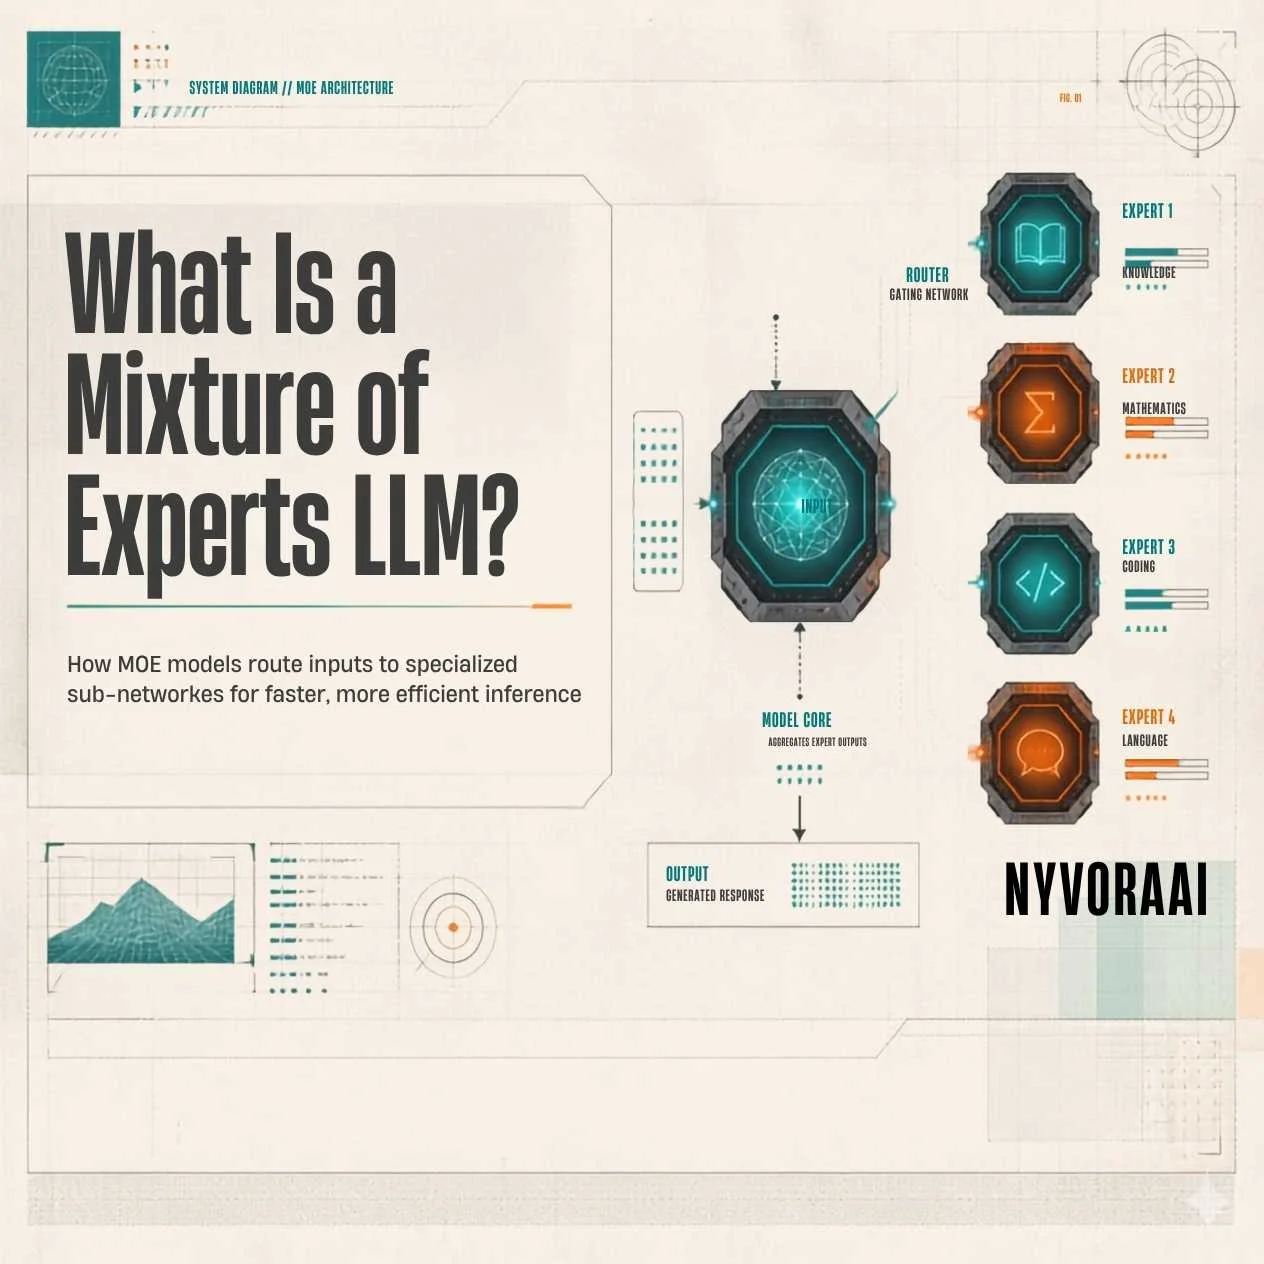 SYSTEM DIAGRAM // MOE ARCHITECTURE
FIG. 01
What Is a
Mixture of
Experts LLM?
How MOE models route inputs to specialized
sub-networkes for faster, more efficient inference
ROUTER
GATING NETWORK
INPUT
MODEL CORE
AGGREGATES EXPERT OUTPUTS
OUTPUT
GENERATED RESPONSE
EXPERT 1
KNOWLEDGE
EXPERT 2
MATHEMATICS
EXPERT 3
CODING
EXPERT 4
LANGUAGE
NYVORAAI